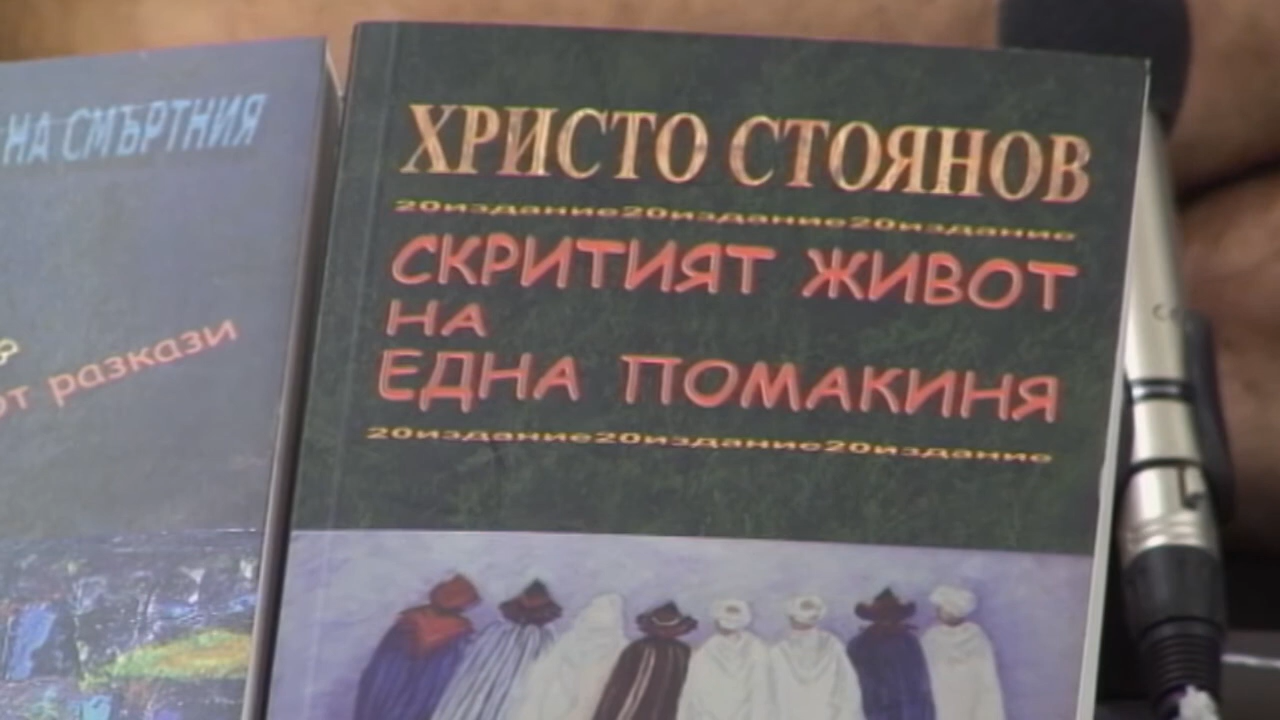 НА СМЪРТНИЯ
от разкази
ХРИСТО СТОЯНОВ
20издание20издание20издание
СКРИТИЯТ ЖИВОТ
НА
ЕДНА ПОМАКИНЯ
20издание20издание20издание